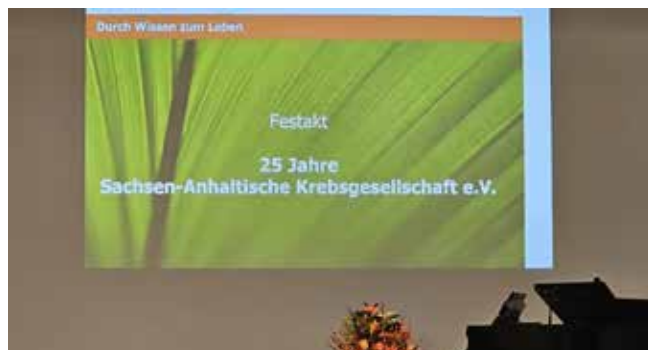 Durch Wissen zum Leben
Festakt
25 Jahre
Sachsen-Anhaltische Krebsgesellschaft e.V.